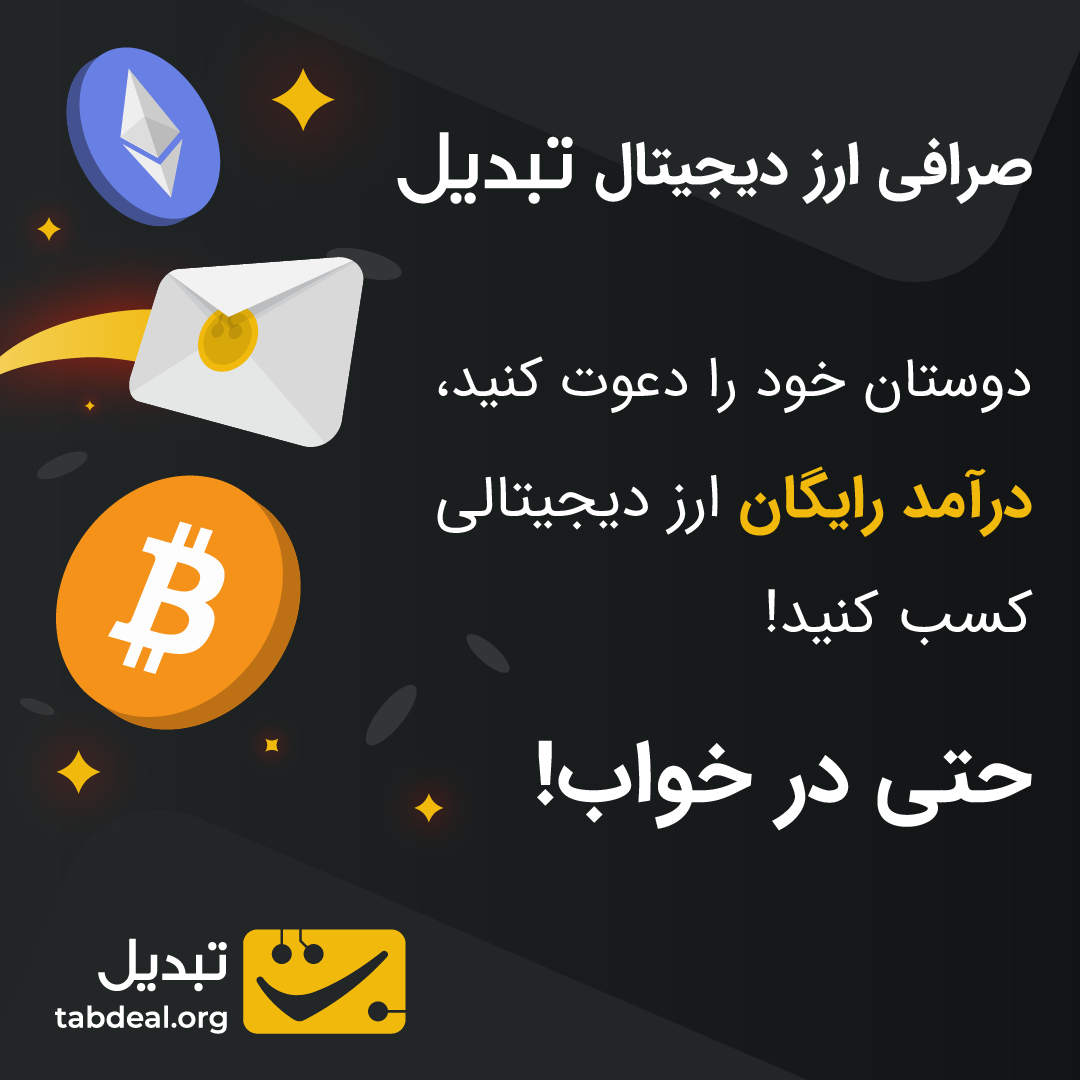 صرافی ارز دیجیتال تبدیل
دوستان خود را دعوت کنید،
درآمد رایگان ارز دیجیتالی
کسب کنید!
حتی در خواب!
تبدیل
tabdeal.org